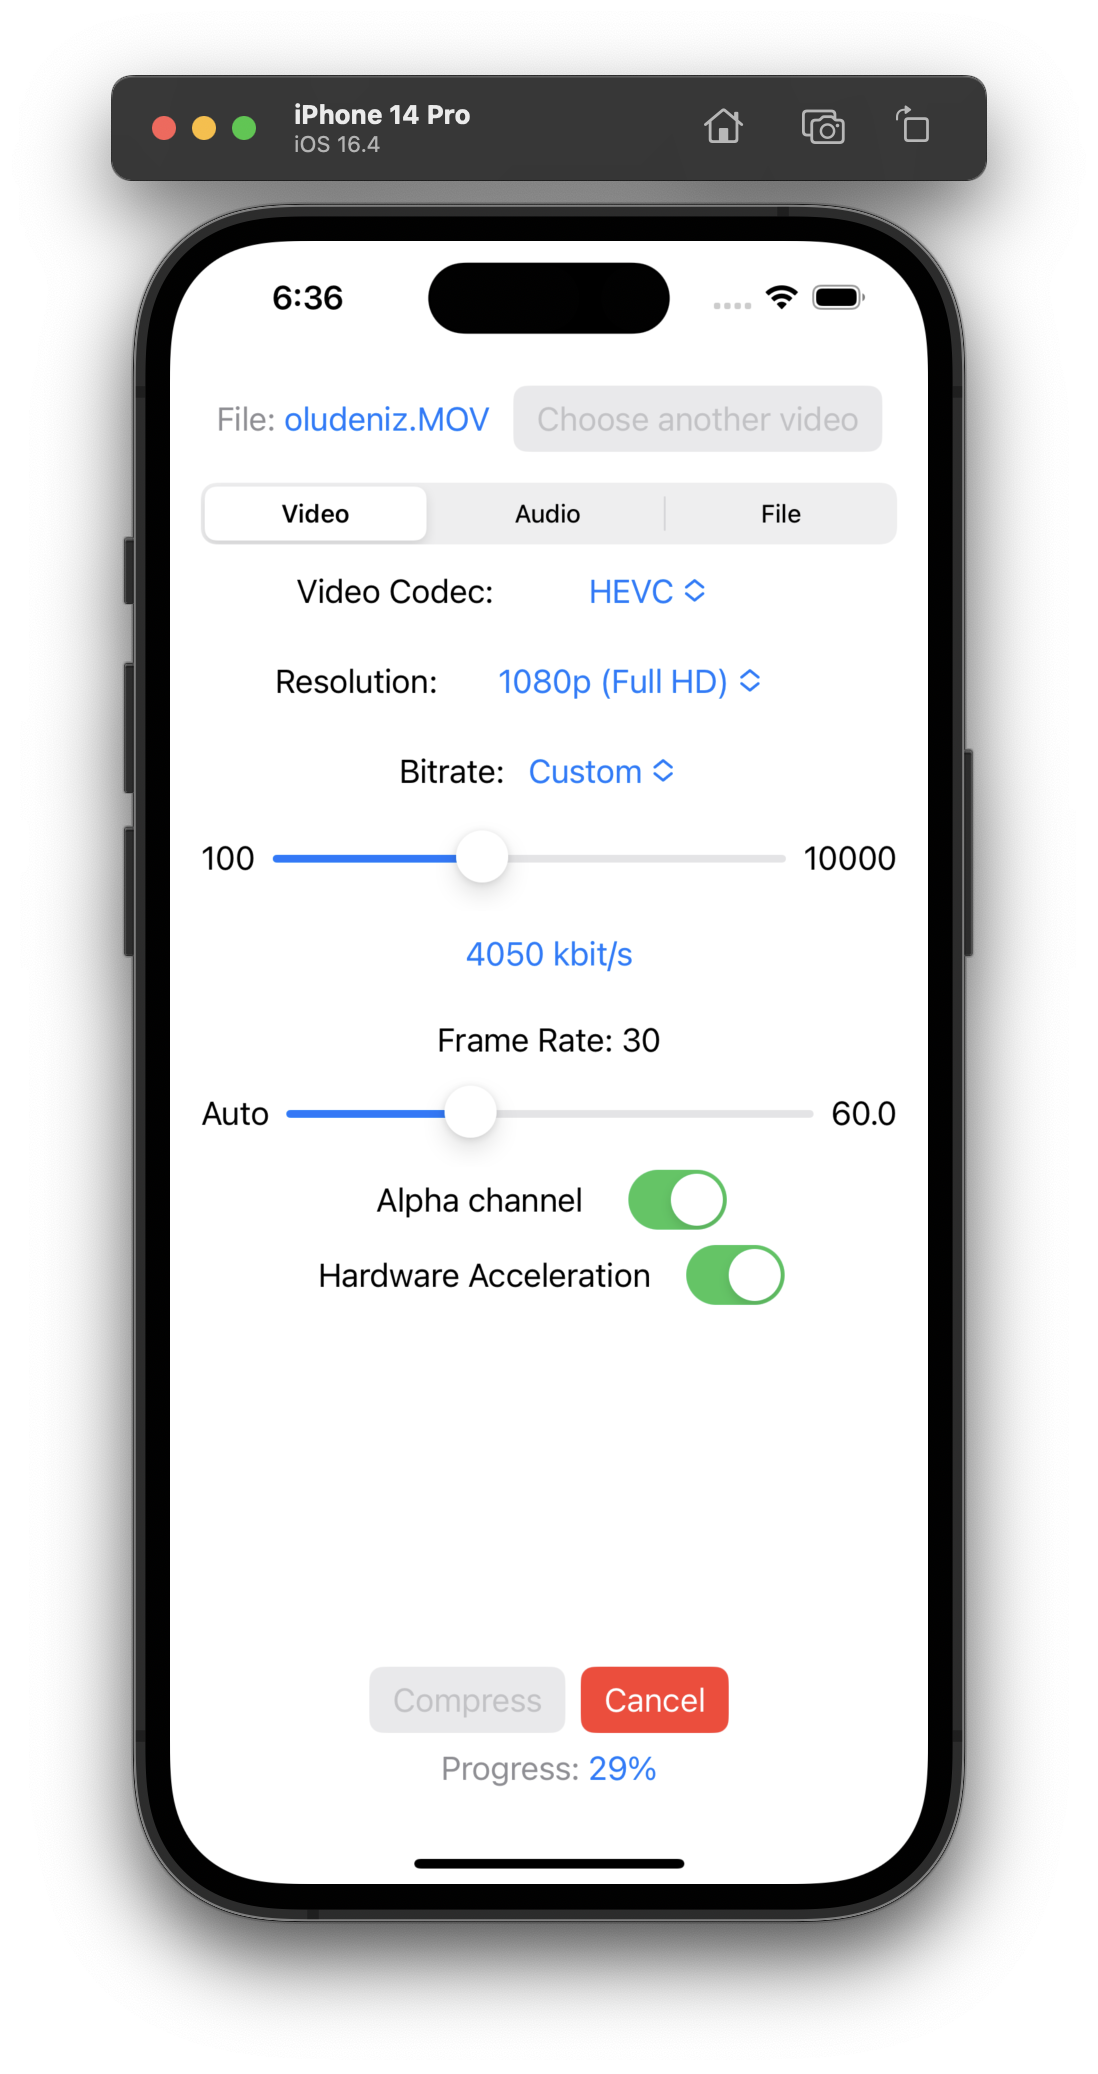 iPhone 14 Pro
iOS 16.4
6:36
File: oludeniz.MOV Choose another video
Video Audio File
Video Codec: HEVC
Resolution: 1080p (Full HD)
Bitrate: Custom
100 10000
4050 kbit/s
Frame Rate: 30
Auto 60.0
Alpha channel
Hardware Acceleration
Compress Cancel
Progress: 29%